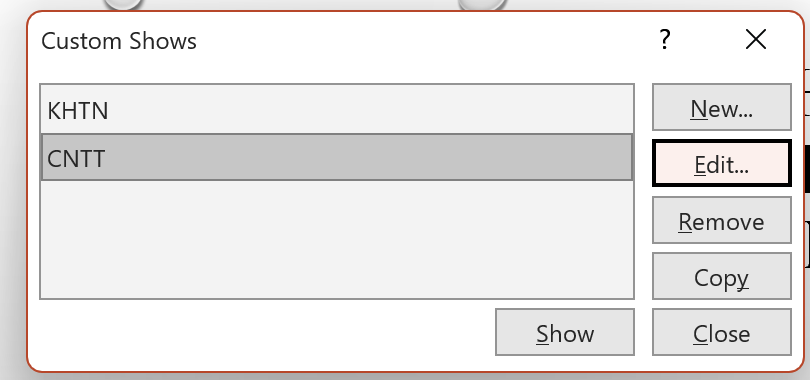 Custom Shows
?
KHTN
CNTT
New...
Edit...
Remove
Copy
Show
Close